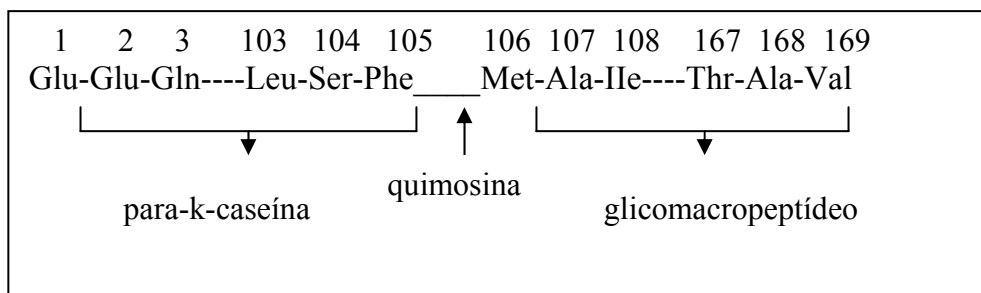 1 2 3 103 104 105 106 107 108 167 168 169
Glu-Glu-Gln----Leu-Ser-Phe____Met-Ala-IIe----Thr-Ala-Val
quimosina
para-k-caseína glicomacropeptídeo